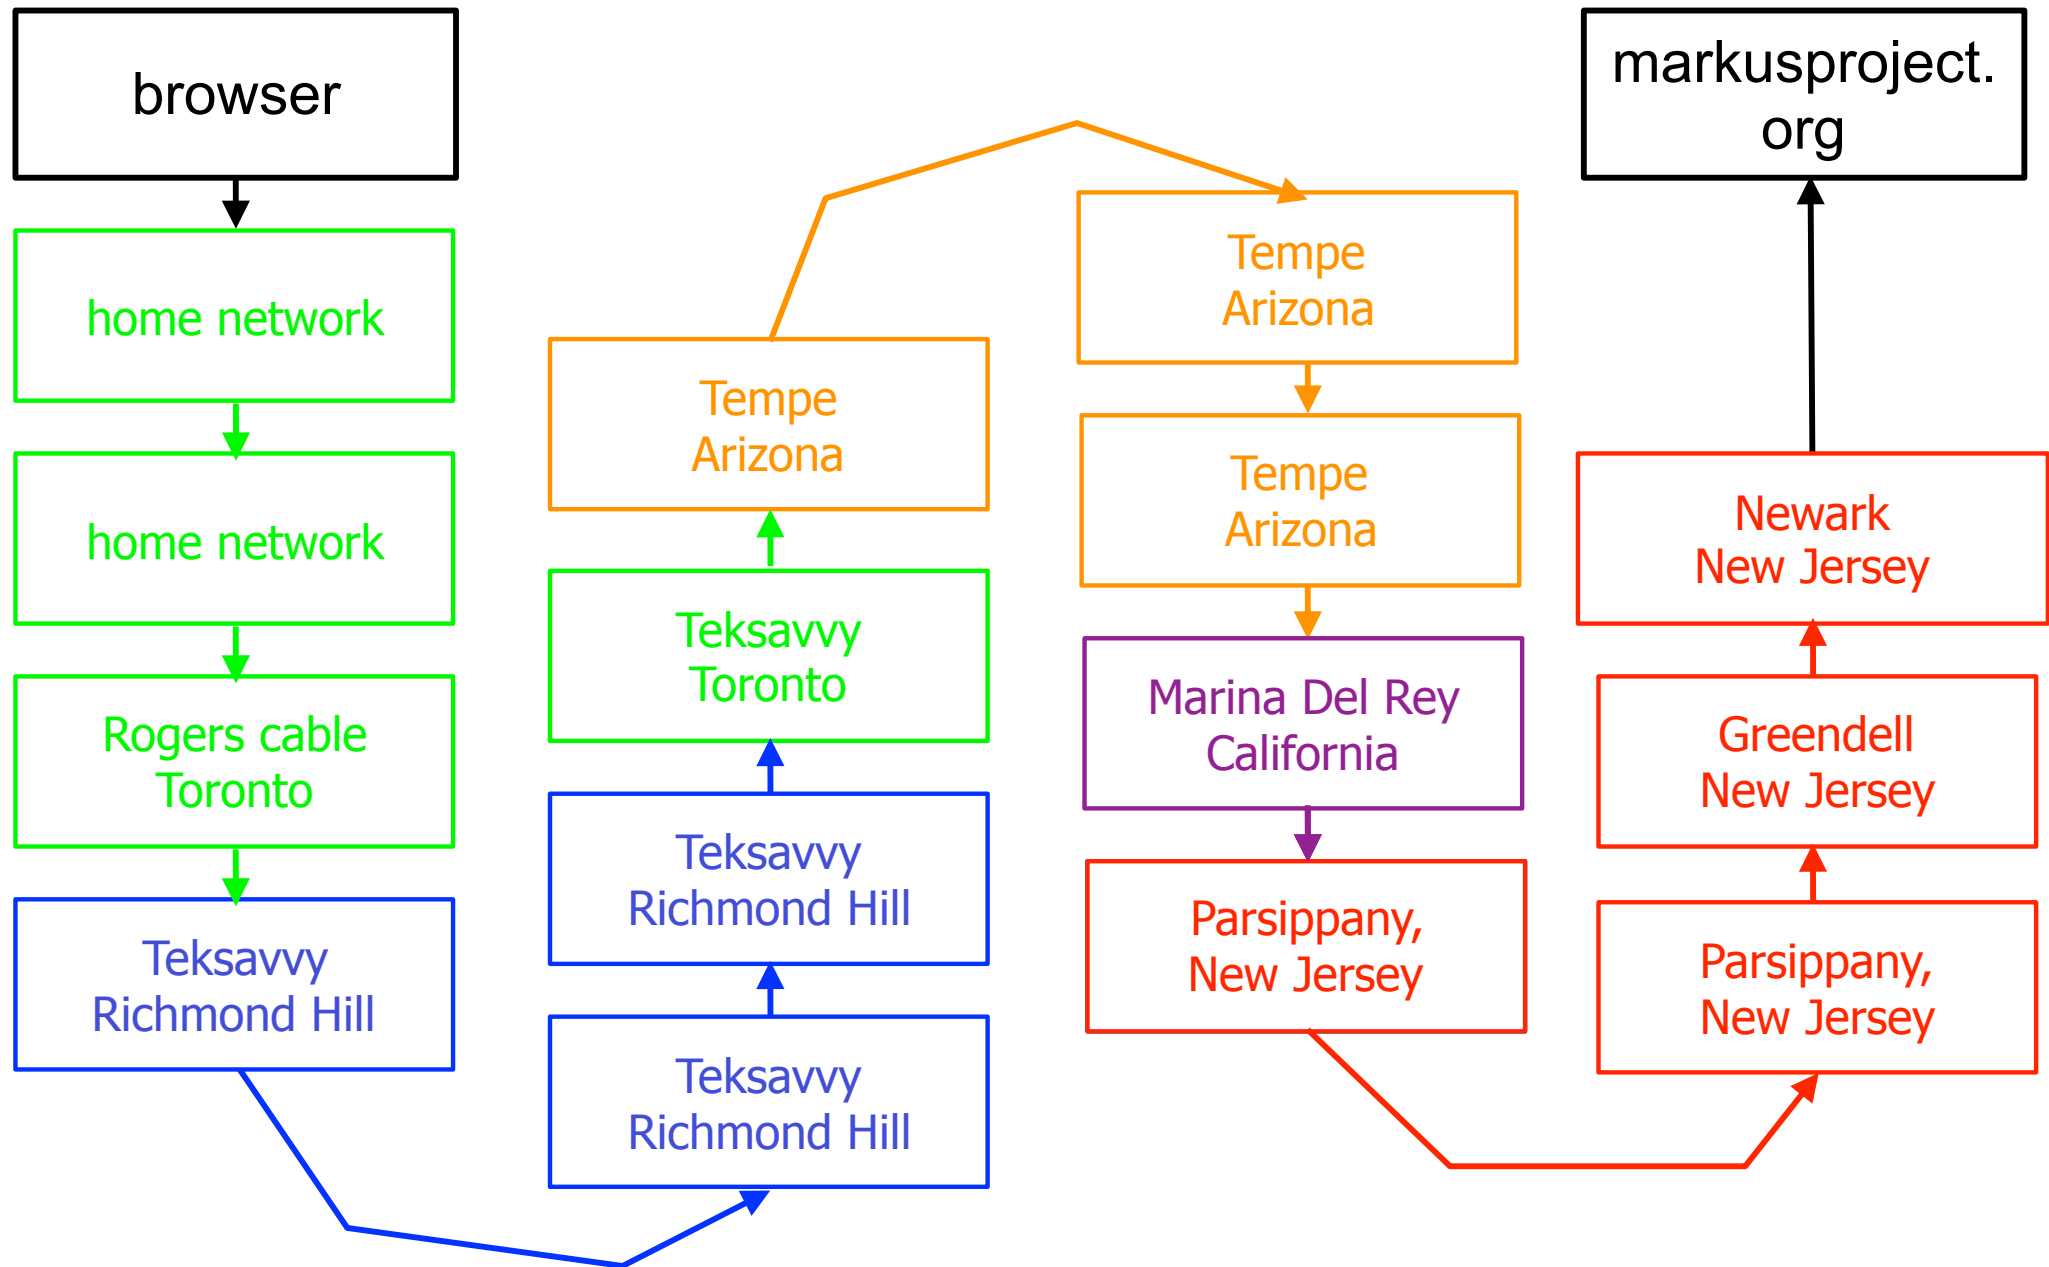 browser
home network
home network
Rogers cable
Toronto
Teksavvy
Richmond Hill
Tempe
Arizona
Teksavvy
Toronto
Teksavvy
Richmond Hill
Teksavvy
Richmond Hill
Tempe
Arizona
Tempe
Arizona
Marina Del Rey
California
Parsippany,
New Jersey
markusproject.
org
Newark
New Jersey
Greendell
New Jersey
Parsippany,
New Jersey